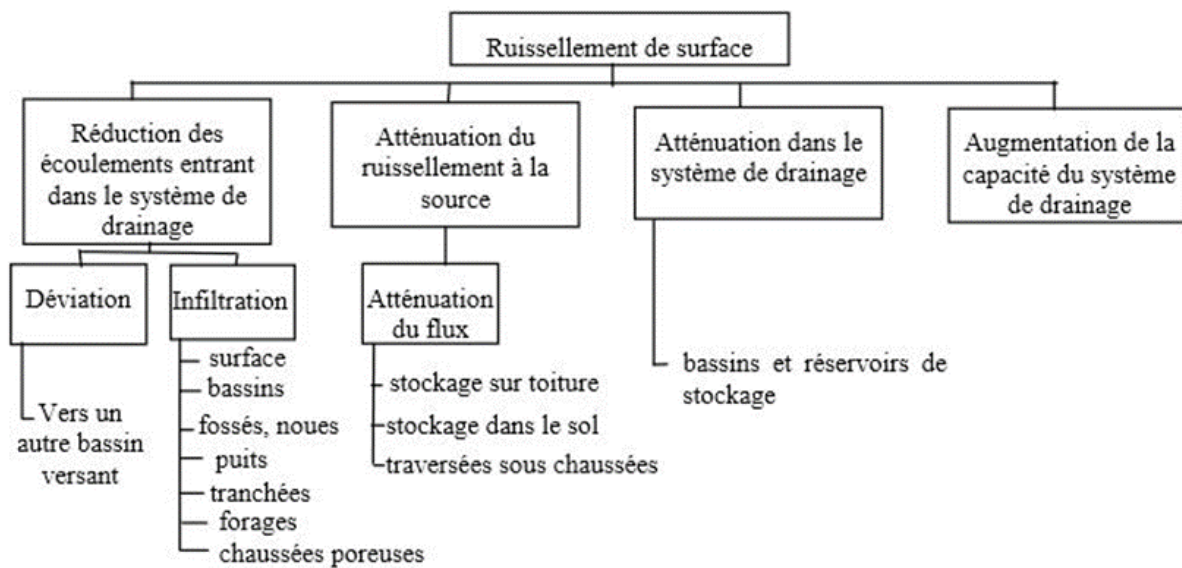 Ruissellement de surface
Réduction des
écoulements entrant
dans le système de
drainage
Atténuation du
ruissellement à la
source
Atténuation dans le
système de drainage
Augmentation de la
capacité du système
de drainage
Déviation
Infiltration
Atténuation
du flux
Vers un
autre bassin
versant
surface
bassins
fossés, noues
puits
tranchées
forages
chaussées poreuses
stockage sur toiture
stockage dans le sol
traversées sous chaussées
bassins et réservoirs de
stockage